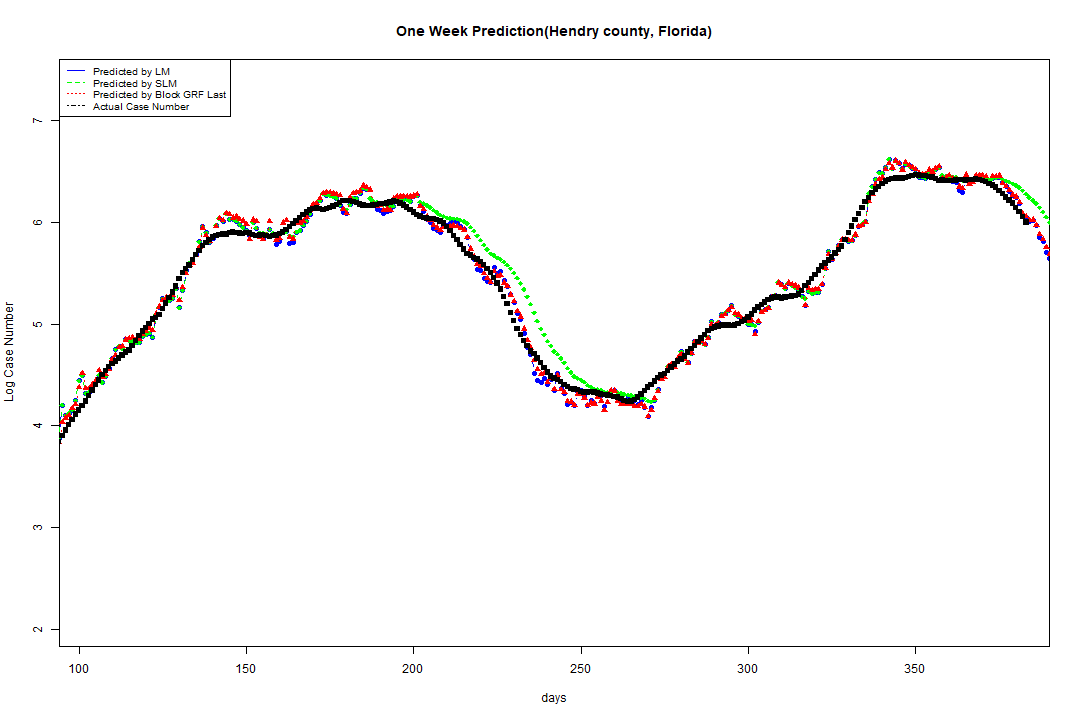 One Week Prediction(Hendry county, Florida)
Predicted by LM
Predicted by SLM
Predicted by Block GRF Last
Actual Case Number
7
6
5
4
3
2
Log Case Number
100 150 200 250 300 350
days